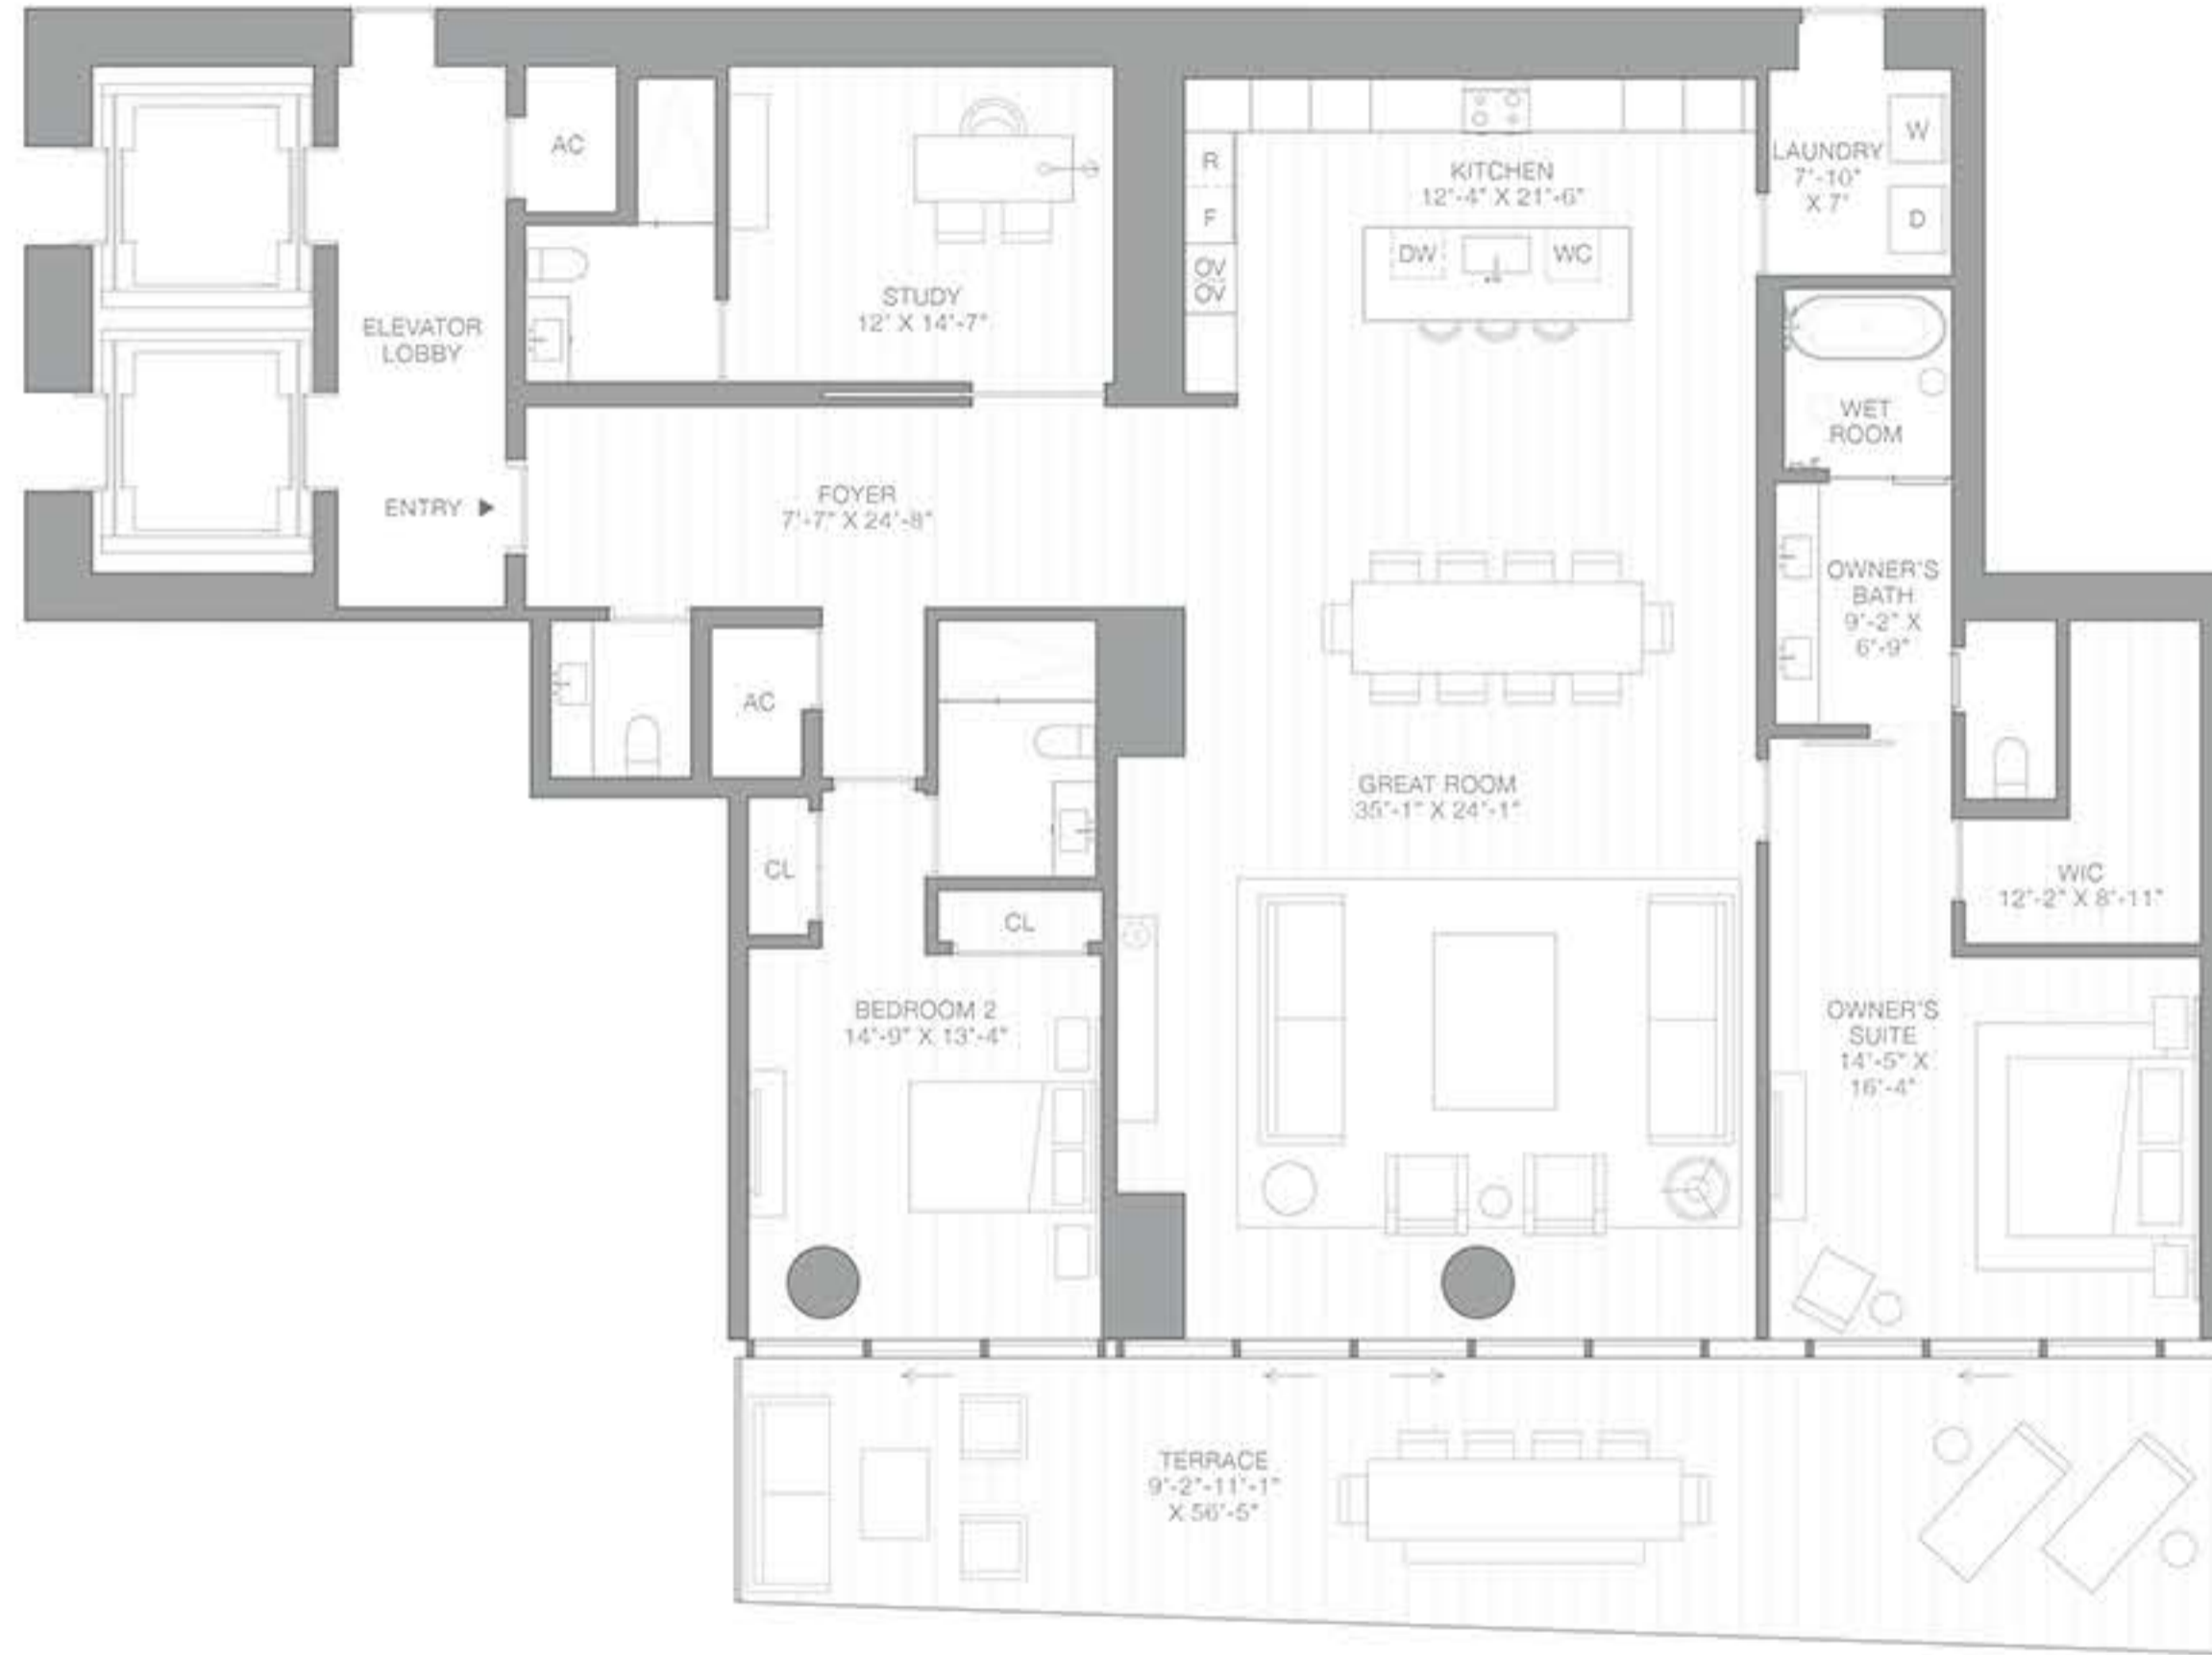 AC
W
D
LAUNDRY
7'-10"
X 7'
R
F
OV
OV
KITCHEN
12'-4" X 21'-6"
DW
WC
STUDY
12' X 14'-7"
ELEVATOR
LOBBY
WET
ROOM
ENTRY
FOYER
7'-7" X 24'-8"
OWNER'S
BATH
9'-2" X
6'-9"
AC
GREAT ROOM
35'-1" X 24'-1"
CL
CL
WIC
12'-2" X 8'-11"
BEDROOM 2
14'-9" X 13'-4"
OWNER'S
SUITE
14'-5" X
16'-4"
TERRACE
9'-2"-11'-1"
X 56'-5"